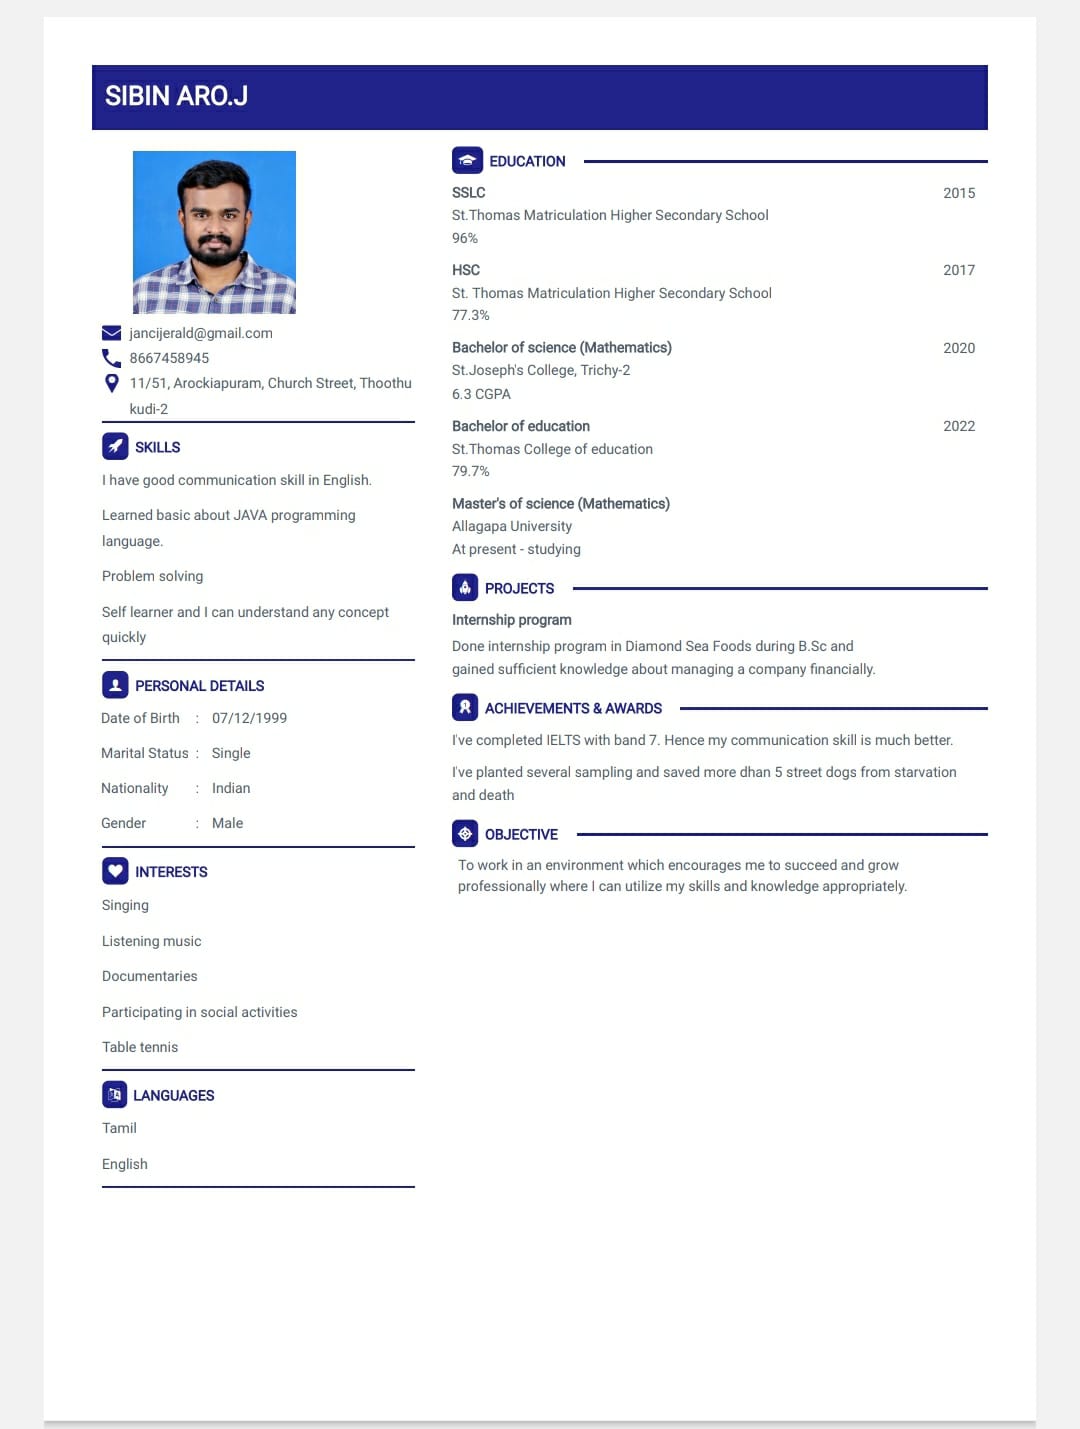 SIBIN ARO.J
jancijerald@gmail.com
8667458945
11/51, Arockiapuram, Church Street, Thoothu
kudi-2
SKILLS
I have good communication skill in English.
Learned basic about JAVA programming
language.
Problem solving
Self learner and I can understand any concept
quickly
PERSONAL DETAILS
Date of Birth : 07/12/1999
Marital Status : Single
Nationality : Indian
Gender : Male
INTERESTS
Singing
Listening music
Documentaries
Participating in social activities
Table tennis
LANGUAGES
Tamil
English
EDUCATION
SSLC 2015
St.Thomas Matriculation Higher Secondary School
96%
HSC 2017
St. Thomas Matriculation Higher Secondary School
77.3%
Bachelor of science (Mathematics) 2020
St.Joseph's College, Trichy-2
6.3 CGPA
Bachelor of education 2022
St.Thomas College of education
79.7%
Master's of science (Mathematics)
Allagapa University
At present - studying
PROJECTS
Internship program
Done internship program in Diamond Sea Foods during B.Sc and
gained sufficient knowledge about managing a company financially.
ACHIEVEMENTS & AWARDS
I've completed IELTS with band 7. Hence my communication skill is much better.
I've planted several sampling and saved more dhan 5 street dogs from starvation
and death
OBJECTIVE
To work in an environment which encourages me to succeed and grow
professionally where I can utilize my skills and knowledge appropriately.